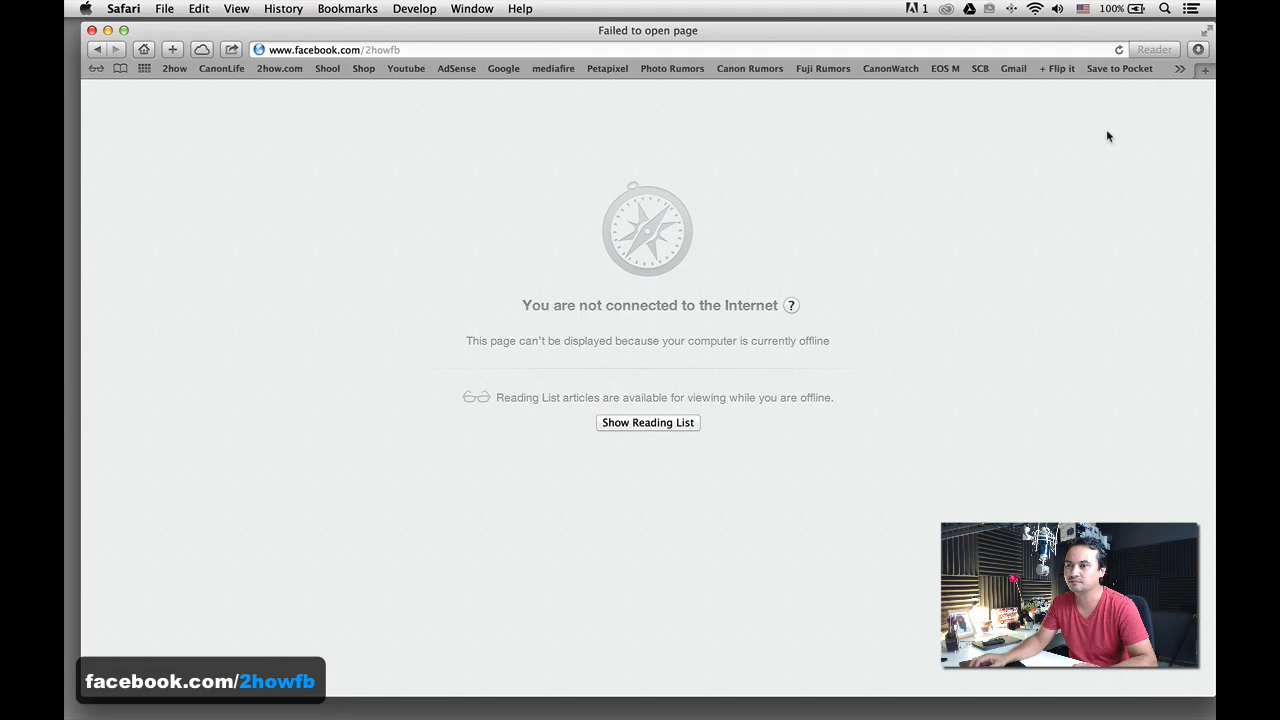 Safari File Edit View History Bookmarks Develop Window Help 1 100%
Failed to open page
www.facebook.com/2howfb Reader
2how CanonLife 2how.com Shool Shop Youtube AdSense Google mediafire Petapixel Photo Rumors Canon Rumors Fuji Rumors CanonWatch EOS M SCB Gmail + Flip it Save to Pocket
You are not connected to the Internet ?
This page can't be displayed because your computer is currently offline
Reading List articles are available for viewing while you are offline.
Show Reading List
facebook.com/2howfb